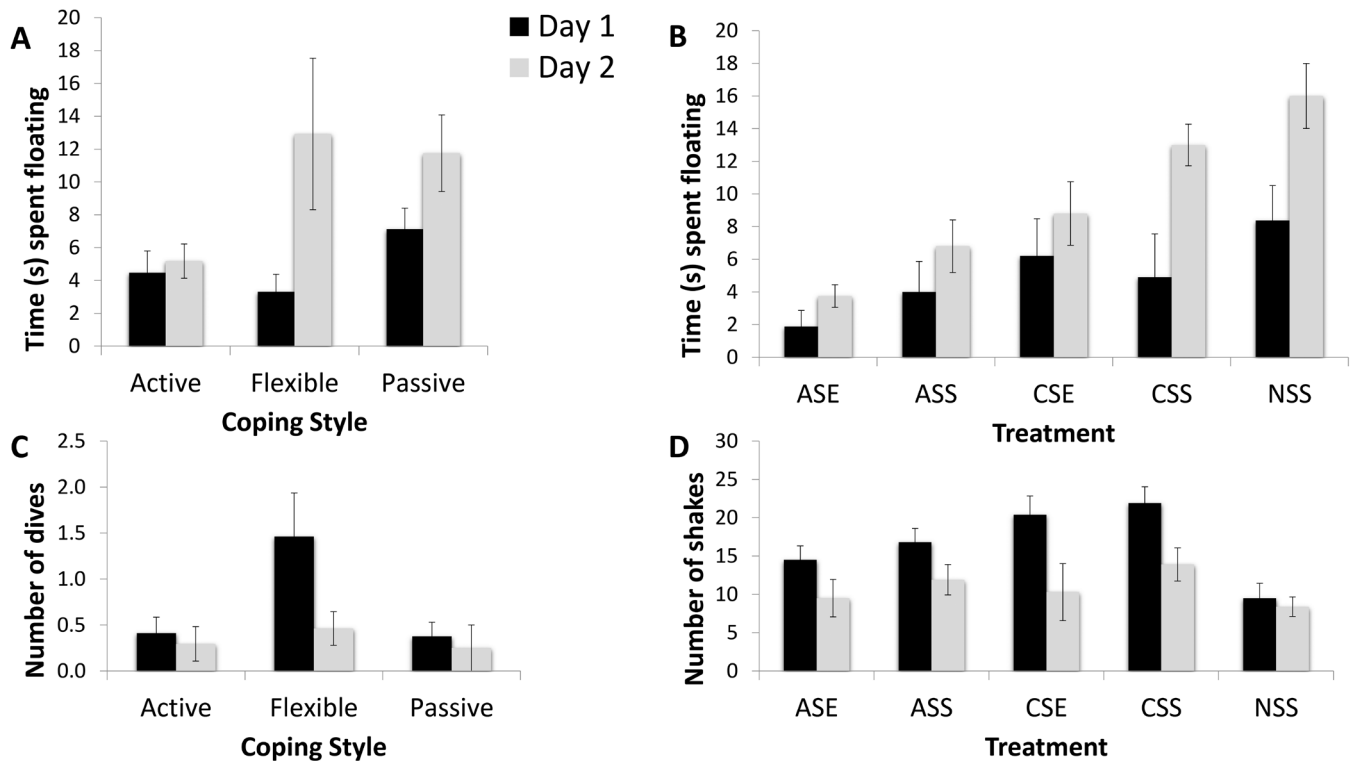 A
Day 1
Day 2
20
18
16
14
12
10
8
6
4
2
0
Time (s) spent floating
Active Flexible Passive
Coping Style
B
20
18
16
14
12
10
8
6
4
2
0
Time (s) spent floating
ASE ASS CSE CSS NSS
Treatment
C
2.5
2.0
1.5
1.0
0.5
0.0
Number of dives
Active Flexible Passive
Coping Style
D
30
25
20
15
10
5
0
Number of shakes
ASE ASS CSE CSS NSS
Treatment